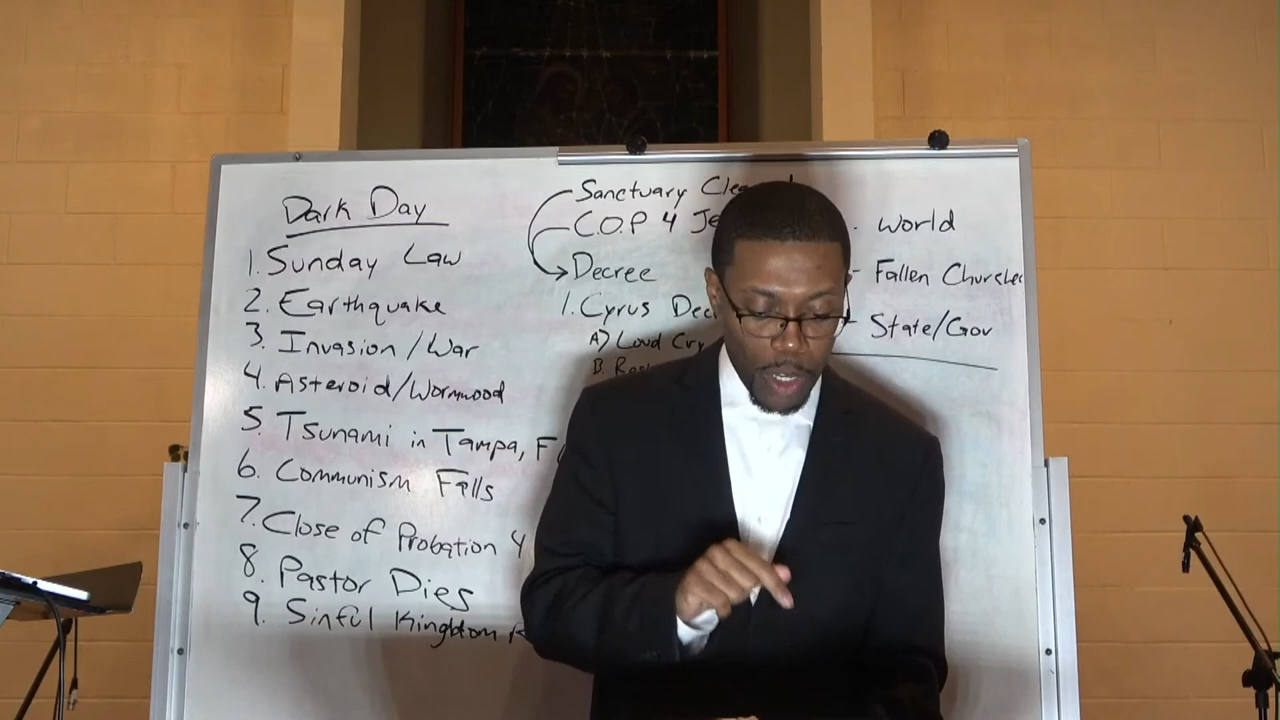 Dark Day
1. Sunday Law
2. Earthquake
3. Invasion/War
4. Asteroid/Wormwood
5. Tsunami in Tampa, F
6. Communism Falls
7. Close of Probation 4
8. Pastor Dies
9. Sinful Kingdom
Sanctuary
C.O.P 4
Decree
1. Cyrus
A) Loud Cry
B.
World
Fallen Churches
State/Gov